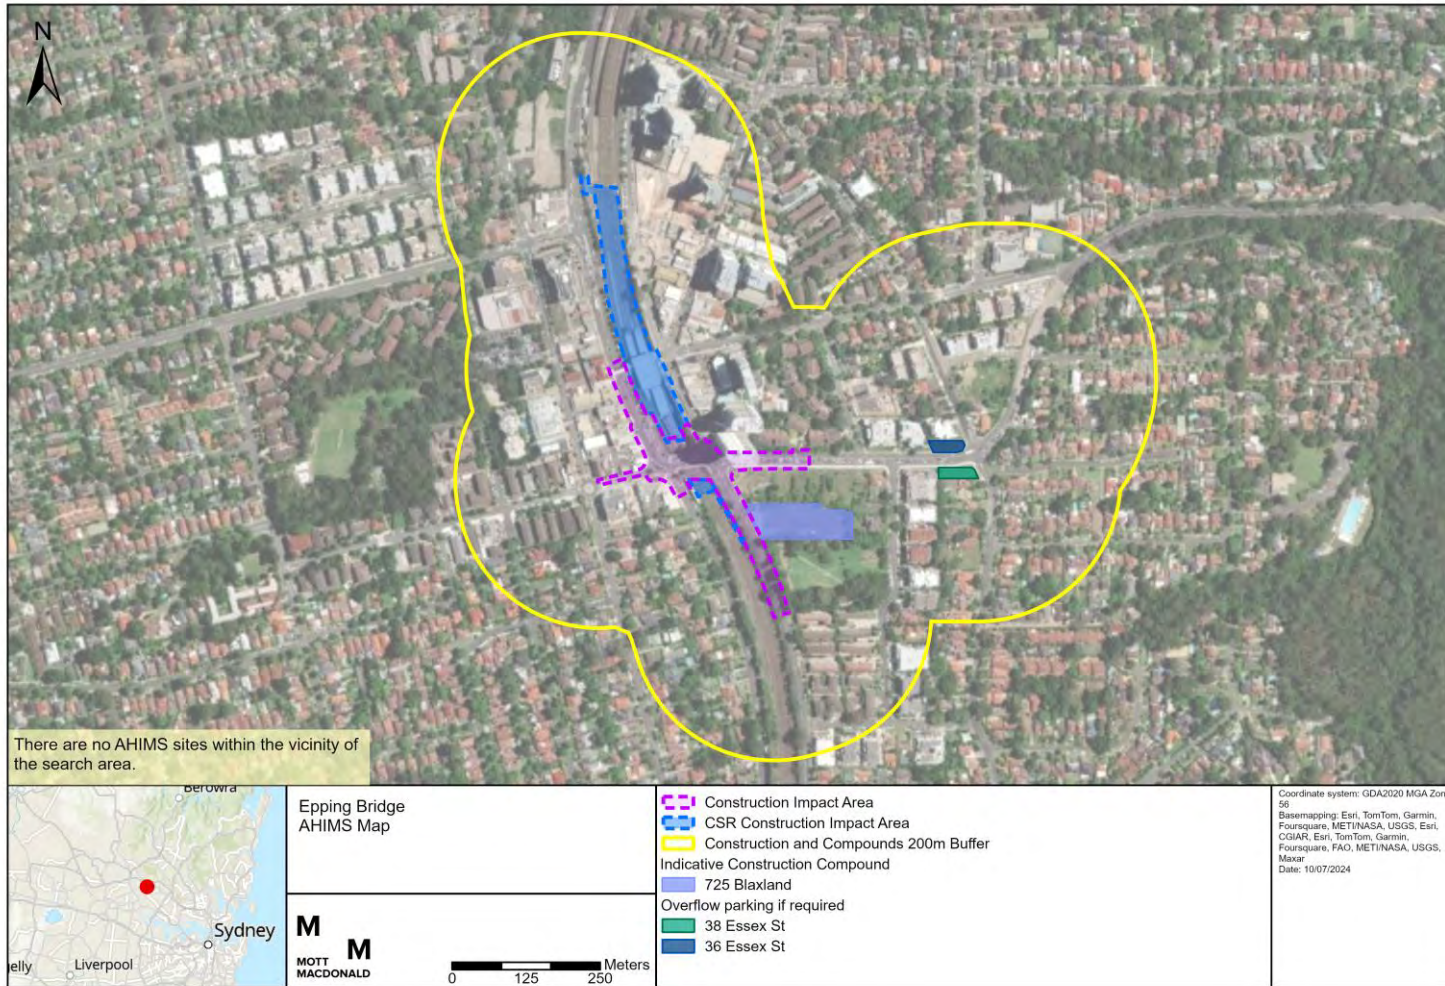 N
There are no AHIMS sites within the vicinity of
the search area.
Berowra
Sydney
Liverpool
gelly
Epping Bridge
AHIMS Map
M
M
MOTT
MACDONALD
Meters
0 125 250
Construction Impact Area
CSR Construction Impact Area
Construction and Compounds 200m Buffer
Indicative Construction Compound
725 Blaxland
Overflow parking if required
38 Essex St
36 Essex St
Coordinate system: GDA2020 MGA Zon
56
Basemapping: Esri, TomTom, Garmin,
Foursquare, METI/NASA, USGS, Esri,
CGIAR, Esri, TomTom, Garmin,
Foursquare, FAO, METI/NASA, USGS,
Maxar
Date: 10/07/2024